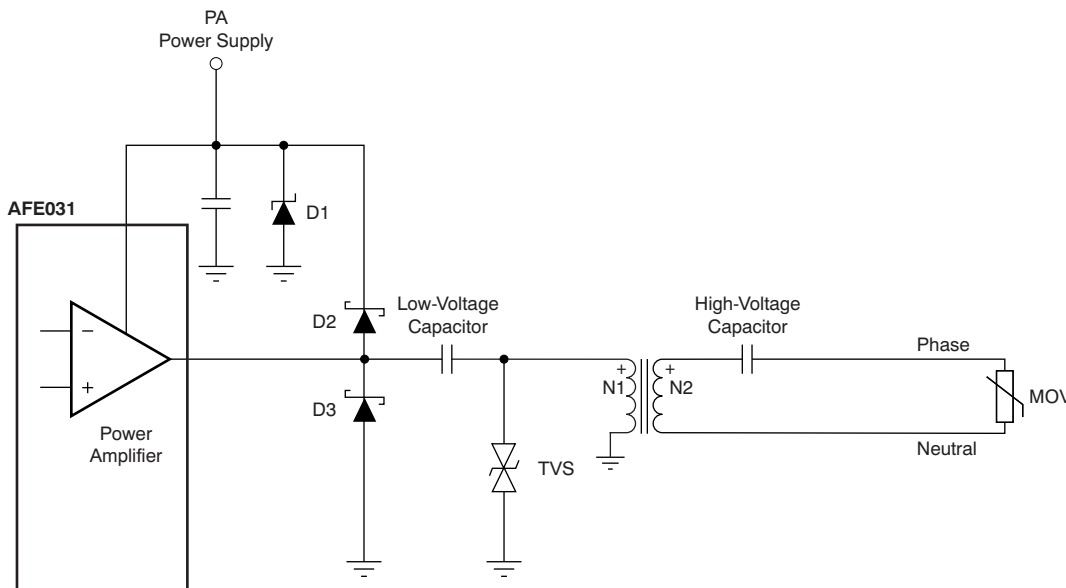 PA
Power Supply
AFE031
D1
Low-Voltage
Capacitor
D2
High-Voltage
Capacitor
Phase
+
+
N1
N2
−
+
D3
MOV
Power
Amplifier
Neutral
TVS